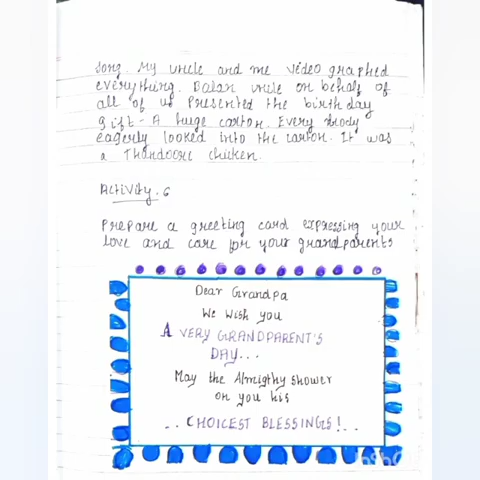 song. My uncle and me video graphed
everything. Balan uncle on behalf of
all of us presented the birthday
gift - A huge carton. Every body
eagerly looked into the carton. It was
a Thandoori chicken.
Activity. 6
Prepare a greeting card expressing your
love and care for your grandparents
Dear Grandpa
We wish you
A VERY GRANDPARENT'S
DAY...
May the Almigthy shower
on you his
.. CHOICEST BLESSINGS! ..